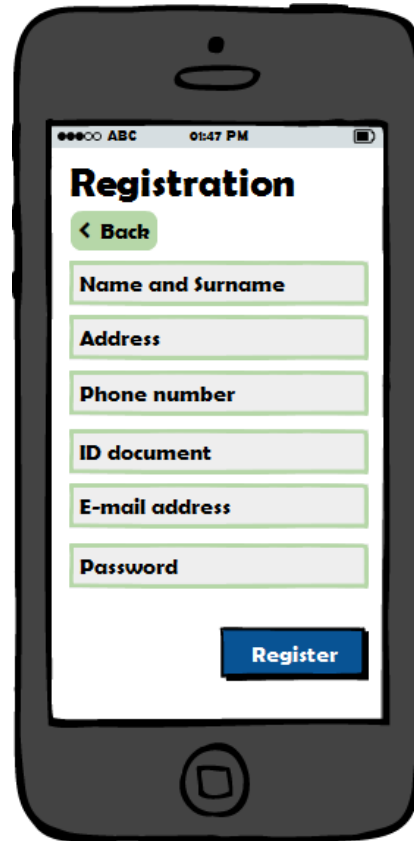 ABC 01:47 PM
Registration
< Back
Name and Surname
Address
Phone number
ID document
E-mail address
Password
Register